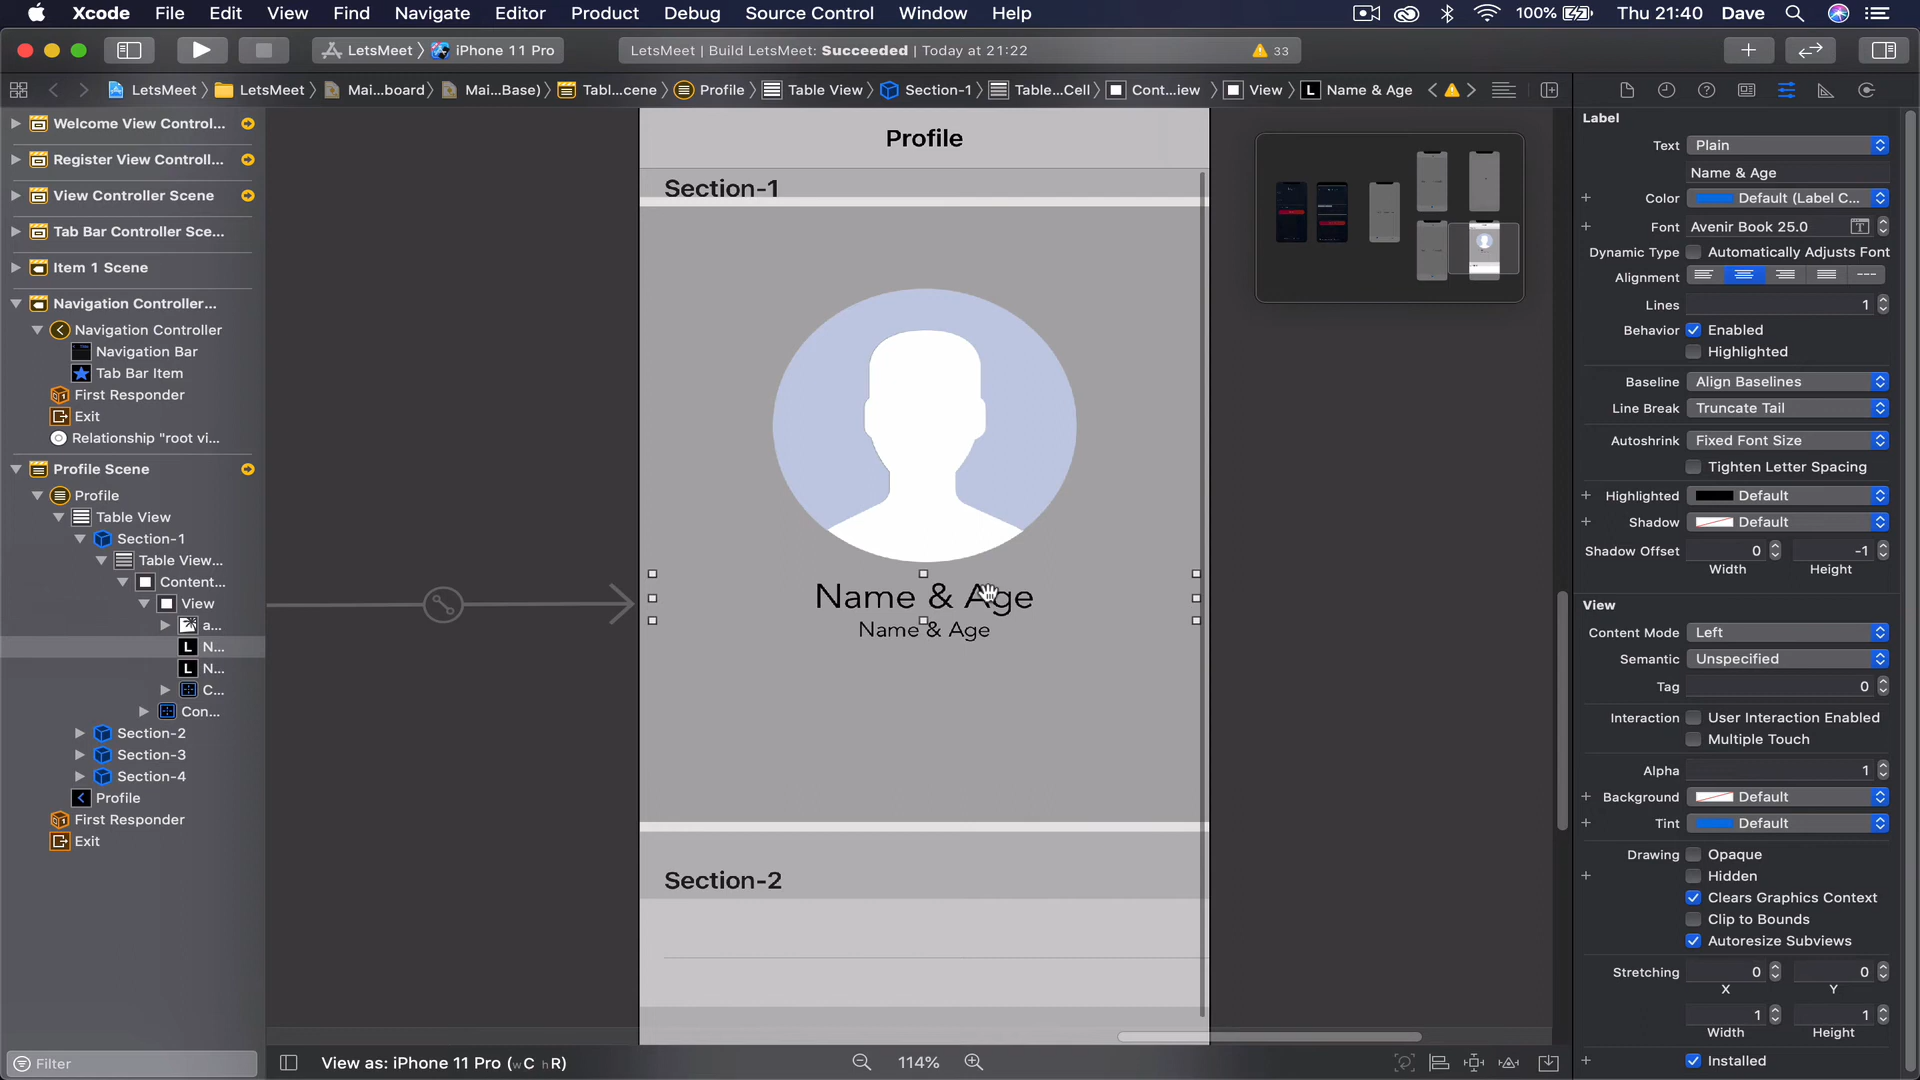 Xcode File Edit View Find Navigate Editor Product Debug Source Control Window Help 100% Thu 21:40 Dave
LetsMeet 〉 iPhone 11 Pro LetsMeet | Build LetsMeet: Succeeded | Today at 21:22 33
LetsMeet 〉 LetsMeet 〉 Mai...board 〉 Mai...Base) 〉 Tabl...cene 〉 Profile 〉 Table View 〉 Section-1 〉 Table...Cell 〉 Cont...iew 〉 View 〉 L Name & Age
Welcome View Control...
Register View Controll...
View Controller Scene
Tab Bar Controller Sce...
Item 1 Scene
Navigation Controller...
Navigation Controller
Navigation Bar
Tab Bar Item
First Responder
Exit
Relationship "root vi...
Profile Scene
Profile
Table View
Section-1
Table View...
Content...
View
a...
L N...
L N...
C...
Con...
Section-2
Section-3
Section-4
Profile
First Responder
Exit
Filter
Profile
Section-1
Name & Age
Name & Age
Section-2
View as: iPhone 11 Pro (wC hR)
114%
Label
Text Plain
Name & Age
Color Default (Label C...
Font Avenir Book 25.0
Dynamic Type Automatically Adjusts Font
Alignment
Lines 1
Behavior Enabled
Highlighted
Baseline Align Baselines
Line Break Truncate Tail
Autoshrink Fixed Font Size
Tighten Letter Spacing
Highlighted Default
Shadow Default
Shadow Offset 0 -1
Width Height
View
Content Mode Left
Semantic Unspecified
Tag 0
Interaction User Interaction Enabled
Multiple Touch
Alpha 1
Background Default
Tint Default
Drawing Opaque
Hidden
Clears Graphics Context
Clip to Bounds
Autoresize Subviews
Stretching 0 0
X Y
1 1
Width Height
Installed